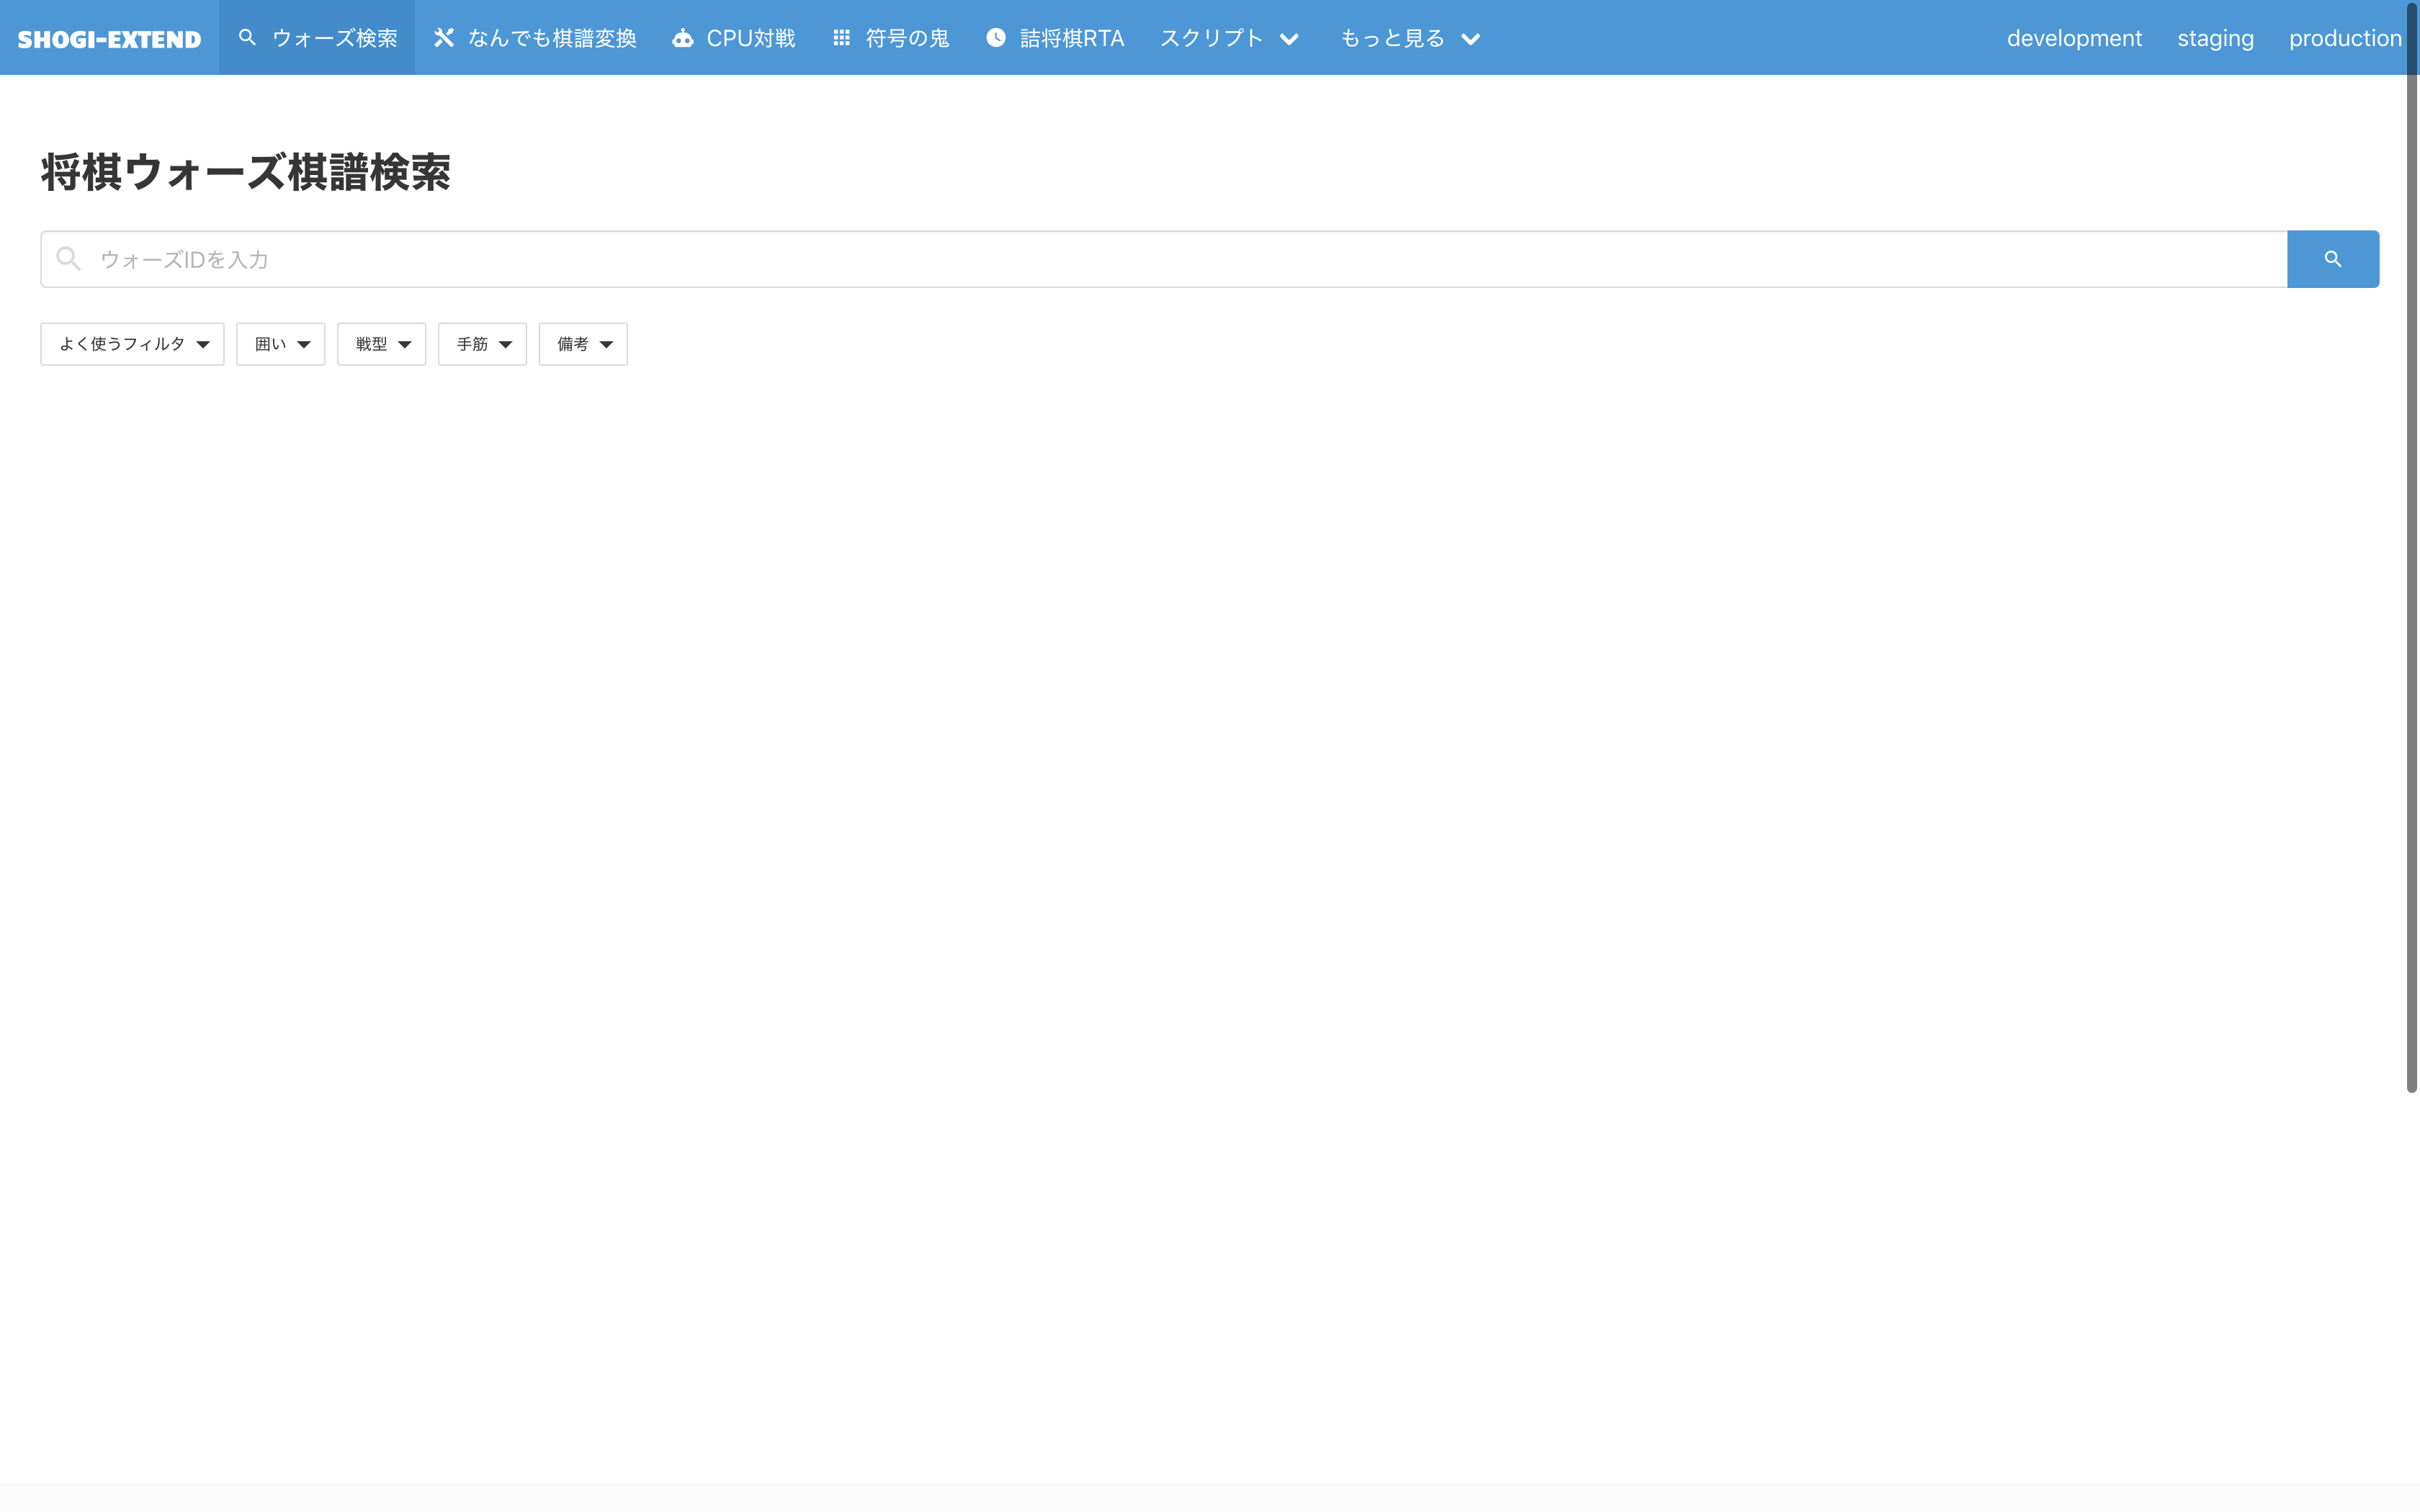 SHOGI-EXTEND ウォーズ検索 なんでも棋譜変換 CPU対戦 符号の鬼 詰将棋RTA スクリプト もっと見る development staging production
将棋ウォーズ棋譜検索
ウォーズIDを入力
よく使うフィルタ 囲い 戦型 手筋 備考